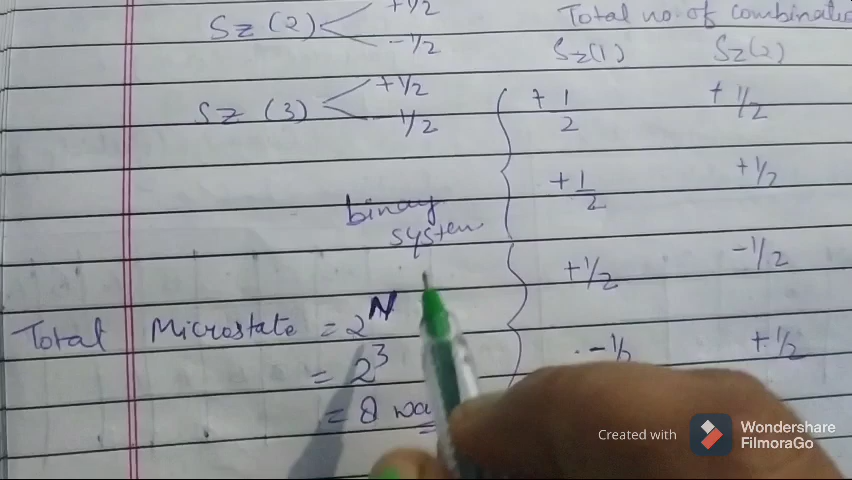 Sz (2) +1/2
-1/2
Sz (3) +1/2
1/2
binary
system
Total Microstate = 2^N
= 2^3
= 8
Total no. of
Sz(1) Sz(2)
+ 1/2 + 1/2
+ 1/2 + 1/2
+ 1/2 - 1/2
- 1/2 + 1/2
Created with Wondershare
FilmoraGo